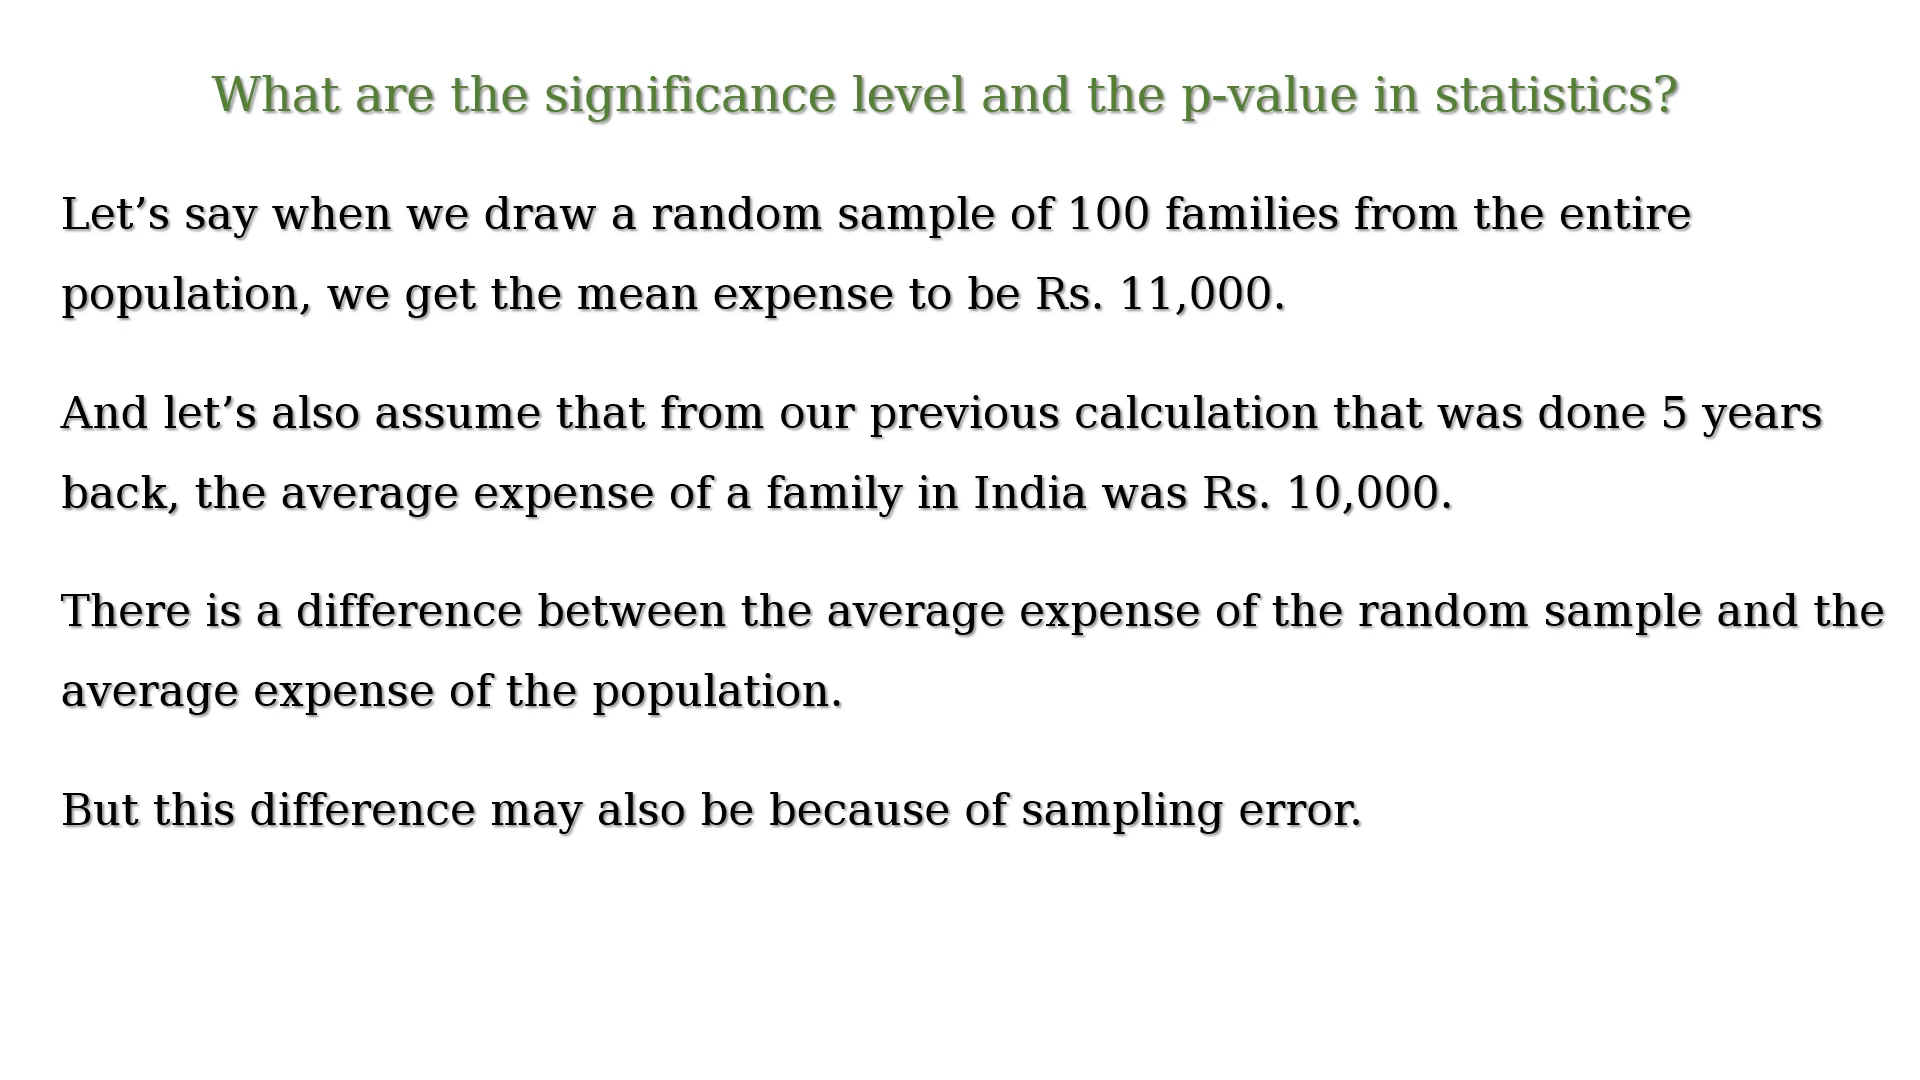 What are the significance level and the p-value in statistics?
Let’s say when we draw a random sample of 100 families from the entire
population, we get the mean expense to be Rs. 11,000.
And let’s also assume that from our previous calculation that was done 5 years
back, the average expense of a family in India was Rs. 10,000.
There is a difference between the average expense of the random sample and the
average expense of the population.
But this difference may also be because of sampling error.